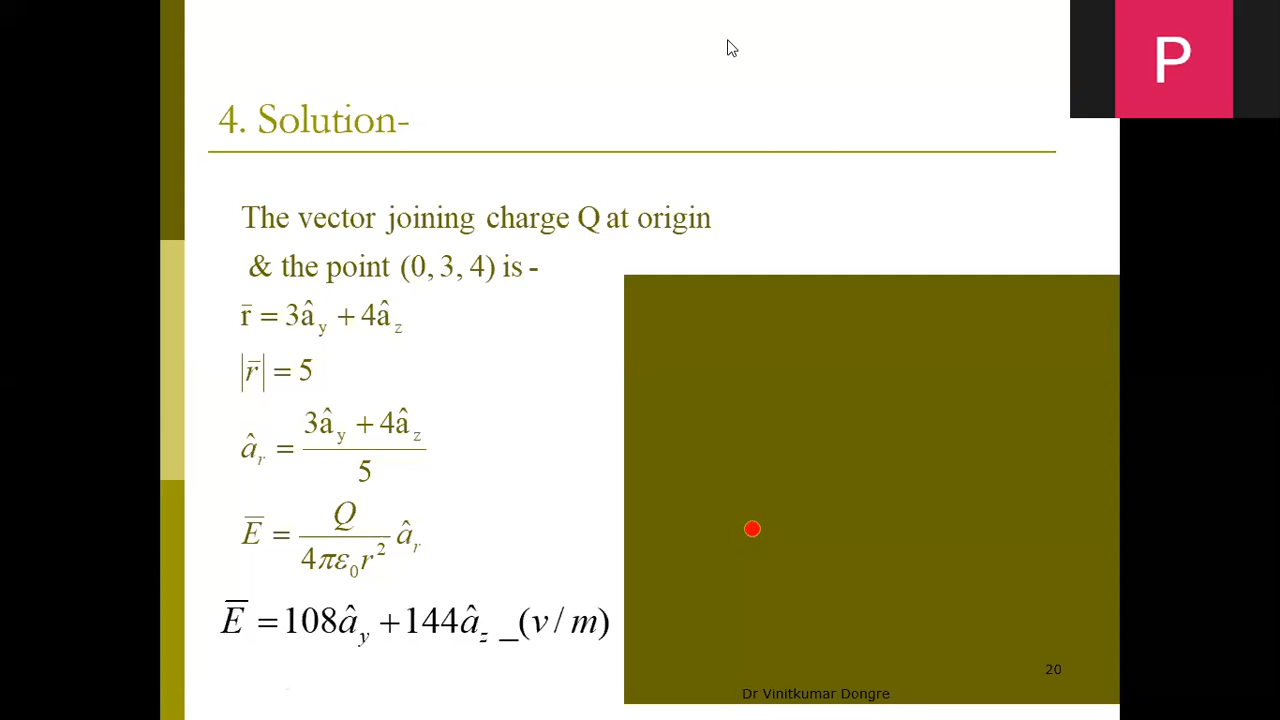 P
4. Solution-
The vector joining charge Q at origin
& the point (0, 3, 4) is -
r̄ = 3â_y + 4â_z
|r̄| = 5
â_r = (3â_y + 4â_z) / 5
E̅ = Q / (4πε₀r²) â_r
E̅ = 108â_y + 144â_z _(v / m)
20
Dr Vinitkumar Dongre